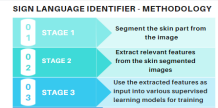 SIGN LANGUAGE IDENTIFIER - METHODOLOGY
01
STAGE 1
Segment the skin part from
the image
02
STAGE 2
Extract relevant features
from the skin segmented
images
03
STAGE 3
Use the extracted features as
input into various supervised
learning models for training